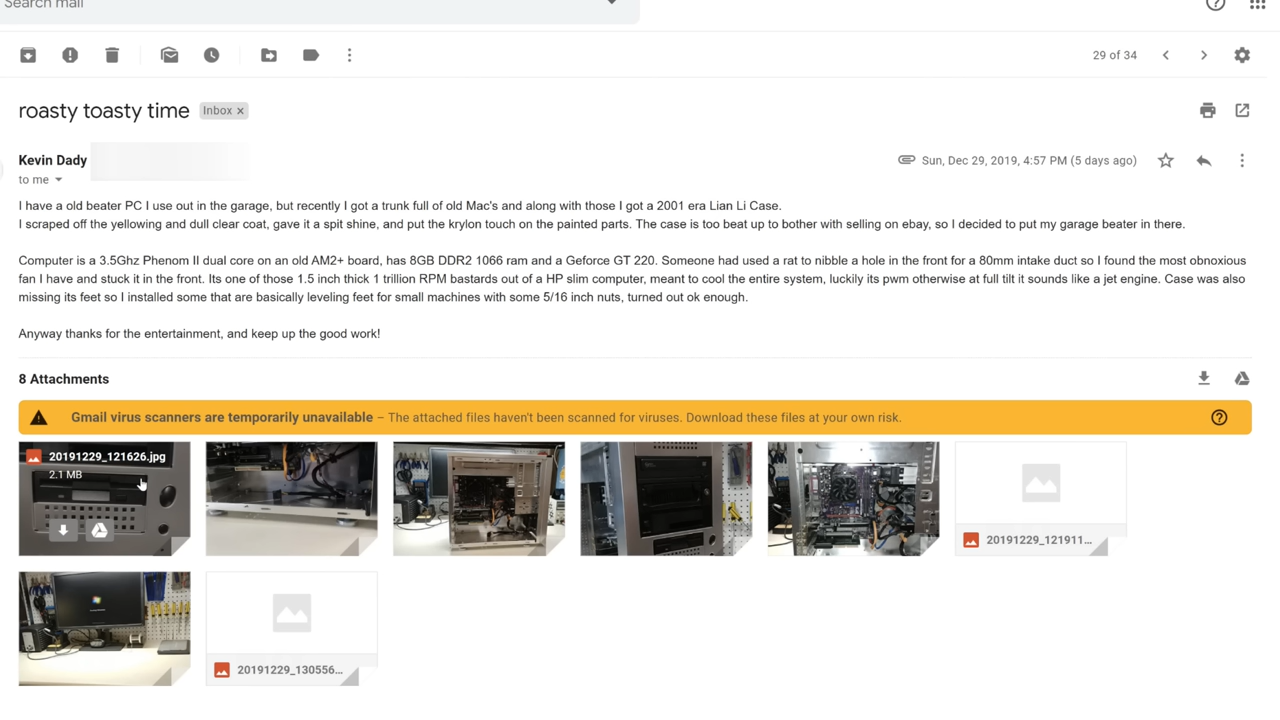 Search mail
29 of 34
roasty toasty time Inbox ×
Kevin Dady
Sun, Dec 29, 2019, 4:57 PM (5 days ago)
to me
I have a old beater PC I use out in the garage, but recently I got a trunk full of old Mac's and along with those I got a 2001 era Lian Li Case.
I scraped off the yellowing and dull clear coat, gave it a spit shine, and put the krylon touch on the painted parts. The case is too beat up to bother with selling on ebay, so I decided to put my garage beater in there.
Computer is a 3.5Ghz Phenom II dual core on an old AM2+ board, has 8GB DDR2 1066 ram and a Geforce GT 220. Someone had used a rat to nibble a hole in the front for a 80mm intake duct so I found the most obnoxious
fan I have and stuck it in the front. Its one of those 1.5 inch thick 1 trillion RPM bastards out of a HP slim computer, meant to cool the entire system, luckily its pwm otherwise at full tilt it sounds like a jet engine. Case was also
missing its feet so I installed some that are basically leveling feet for small machines with some 5/16 inch nuts, turned out ok enough.
Anyway thanks for the entertainment, and keep up the good work!
8 Attachments
Gmail virus scanners are temporarily unavailable – The attached files haven't been scanned for viruses. Download these files at your own risk.
20191229_121626.jpg
2.1 MB
20191229_121911...
20191229_130556...